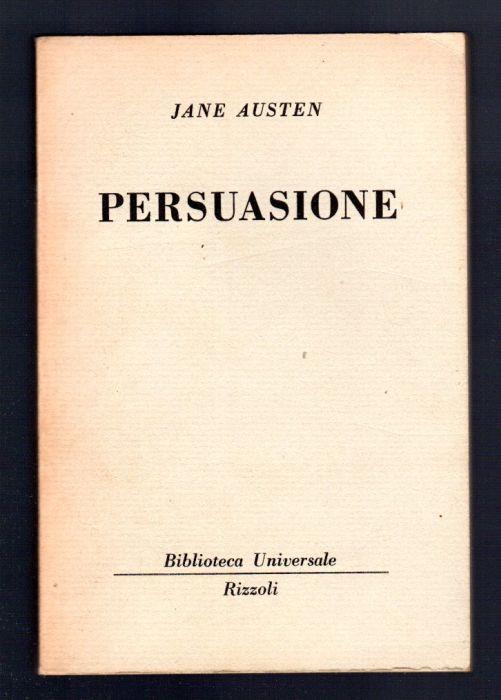 JANE AUSTEN
PERSUASIONE
Biblioteca Universale
Rizzoli